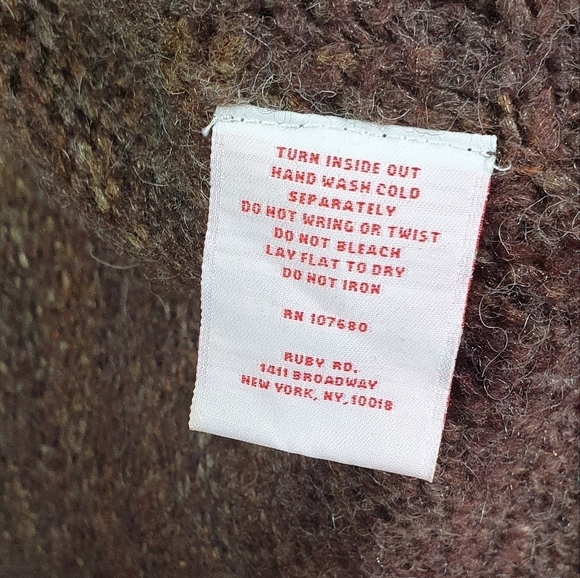 TURN INSIDE OUT
HAND WASH COLD
SEPARATELY
DO NOT WRING OR TWIST
DO NOT BLEACH
LAY FLAT TO DRY
DO NOT IRON
RN 107680
RUBY RD.
1411 BROADWAY
NEW YORK, NY,10018